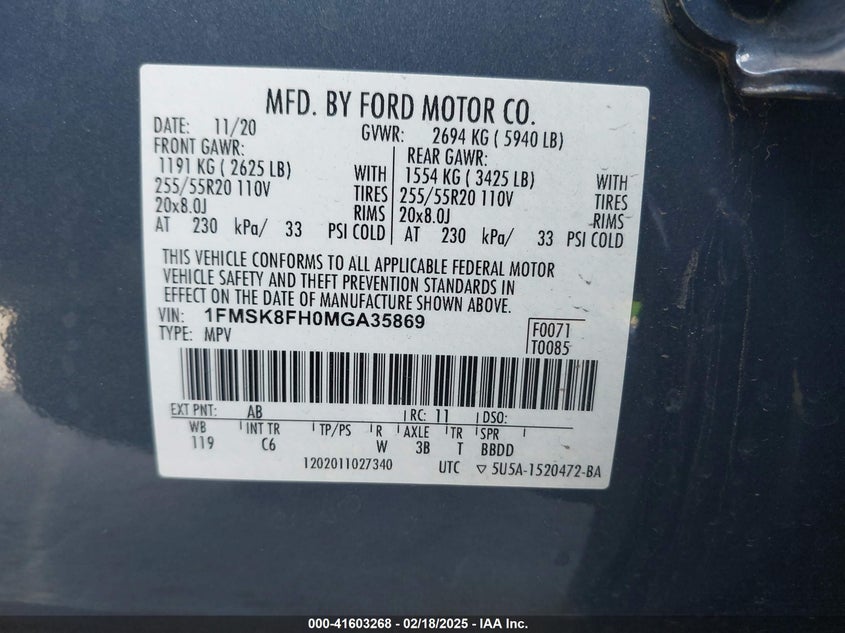 MFD. BY FORD MOTOR CO.
DATE: 11/20 GVWR: 2694 KG ( 5940 LB)
FRONT GAWR: REAR GAWR:
1191 KG ( 2625 LB) WITH 1554 KG ( 3425 LB) WITH
255/55R20 110V TIRES 255/55R20 110V TIRES
20x8.0J RIMS 20x8.0J RIMS
AT 230 kPa/ 33 PSI COLD AT 230 kPa/ 33 PSI COLD
THIS VEHICLE CONFORMS TO ALL APPLICABLE FEDERAL MOTOR
VEHICLE SAFETY AND THEFT PREVENTION STANDARDS IN
EFFECT ON THE DATE OF MANUFACTURE SHOWN ABOVE.
VIN: 1FMSK8FH0MGA35869 F0071
TYPE: MPV T0085
EXT PNT: AB RC: 11 DSO:
WB INT TR TP/PS R AXLE TR SPR
119 C6 W 3B T BBDD
1202011027340 UTC ▽ 5U5A-1520472-BA
000-41603268 - 02/18/2025 - IAA Inc.